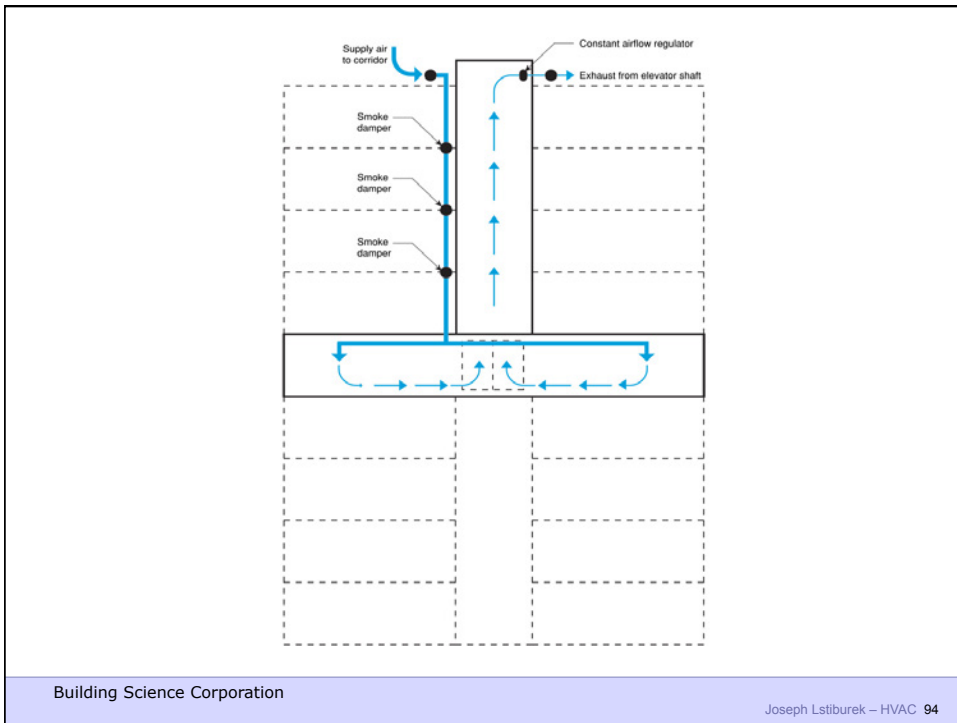 Supply air
to corridor
Constant airflow regulator
Exhaust from elevator shaft
Smoke
damper
Smoke
damper
Smoke
damper
Building Science Corporation
Joseph Lstiburek – HVAC 94